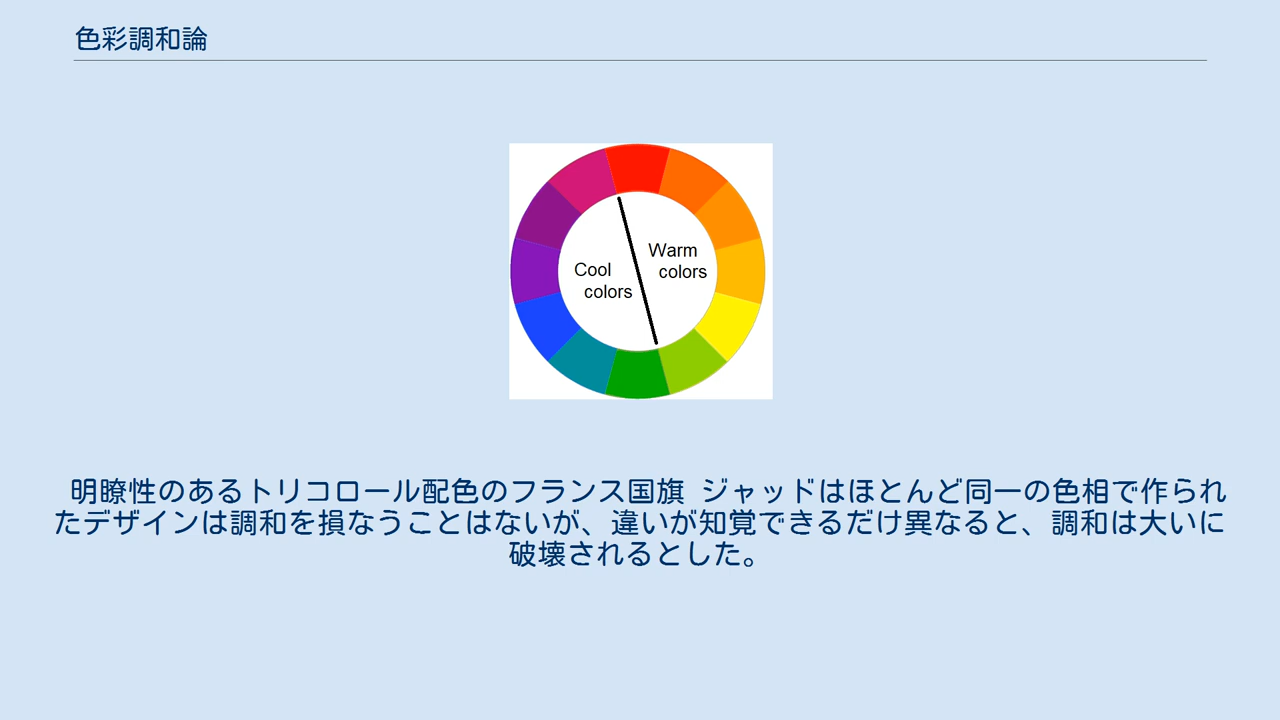 色彩調和論
Warm
colors
Cool
colors
明瞭性のあるトリコロール配色のフランス国旗 ジャッドはほとんど同一の色相で作られ
たデザインは調和を損なうことはないが、違いが知覚できるだけ異なると、調和は大いに
破壊されるとした。